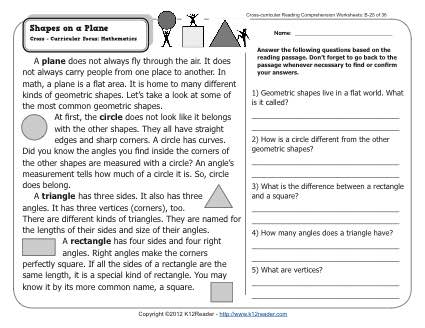 Cross-curricular Reading Comprehension Worksheets: B-23 of 36
Shapes on a Plane
Cross - Curricular Focus: Mathematics
Name:
A plane does not always fly through the air. It does
not always carry people from one place to another. In
math, a plane is a flat area. It is home to many different
kinds of geometric shapes. Let's take a look at some of
the most common geometric shapes.
At first, the circle does not look like it belongs
with the other shapes. They all have straight
edges and sharp corners. A circle has curves.
Did you know the angles you find inside the corners of
the other shapes are measured with a circle? An angle's
measurement tells how much of a circle it is. So, circle
does belong.
A triangle has three sides. It also has three
angles. It has three vertices (corners), too.
There are different kinds of triangles. They are named for
the lengths of their sides and size of their angles.
A rectangle has four sides and four right
angles. Right angles make the corners
perfectly square. If all the sides of a rectangle are the
same length, it is a special kind of rectangle. You may
know it by its more common name, a square.
Answer the following questions based on the
reading passage. Don't forget to go back to the
passage whenever necessary to find or confirm
your answers.
1) Geometric shapes live in a flat world. What
is it called?
2) How is a circle different from the other
geometric shapes?
3) What is the difference between a rectangle
and a square?
4) How many angles does a triangle have?
5) What are vertices?
Copyright ©2012 K12Reader - http://www.k12reader.com